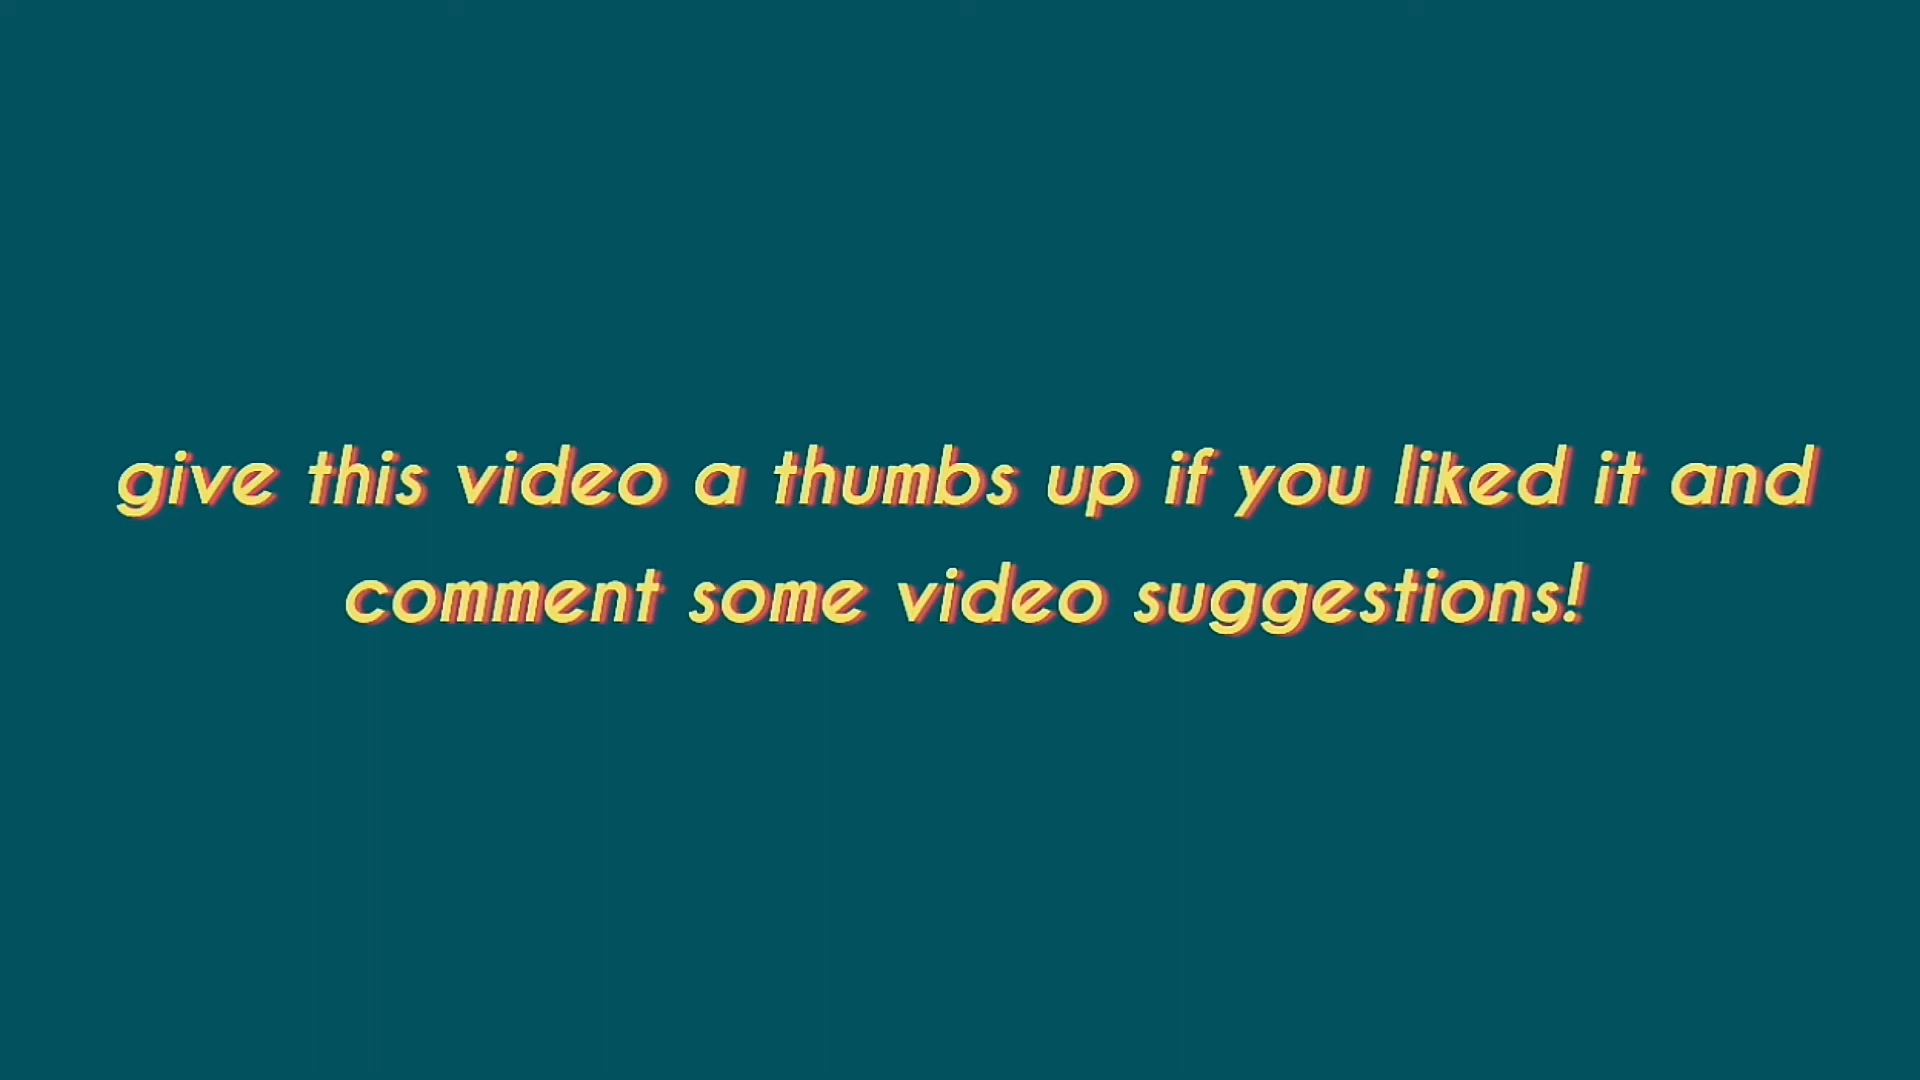 give this video a thumbs up if you liked it and
comment some video suggestions!